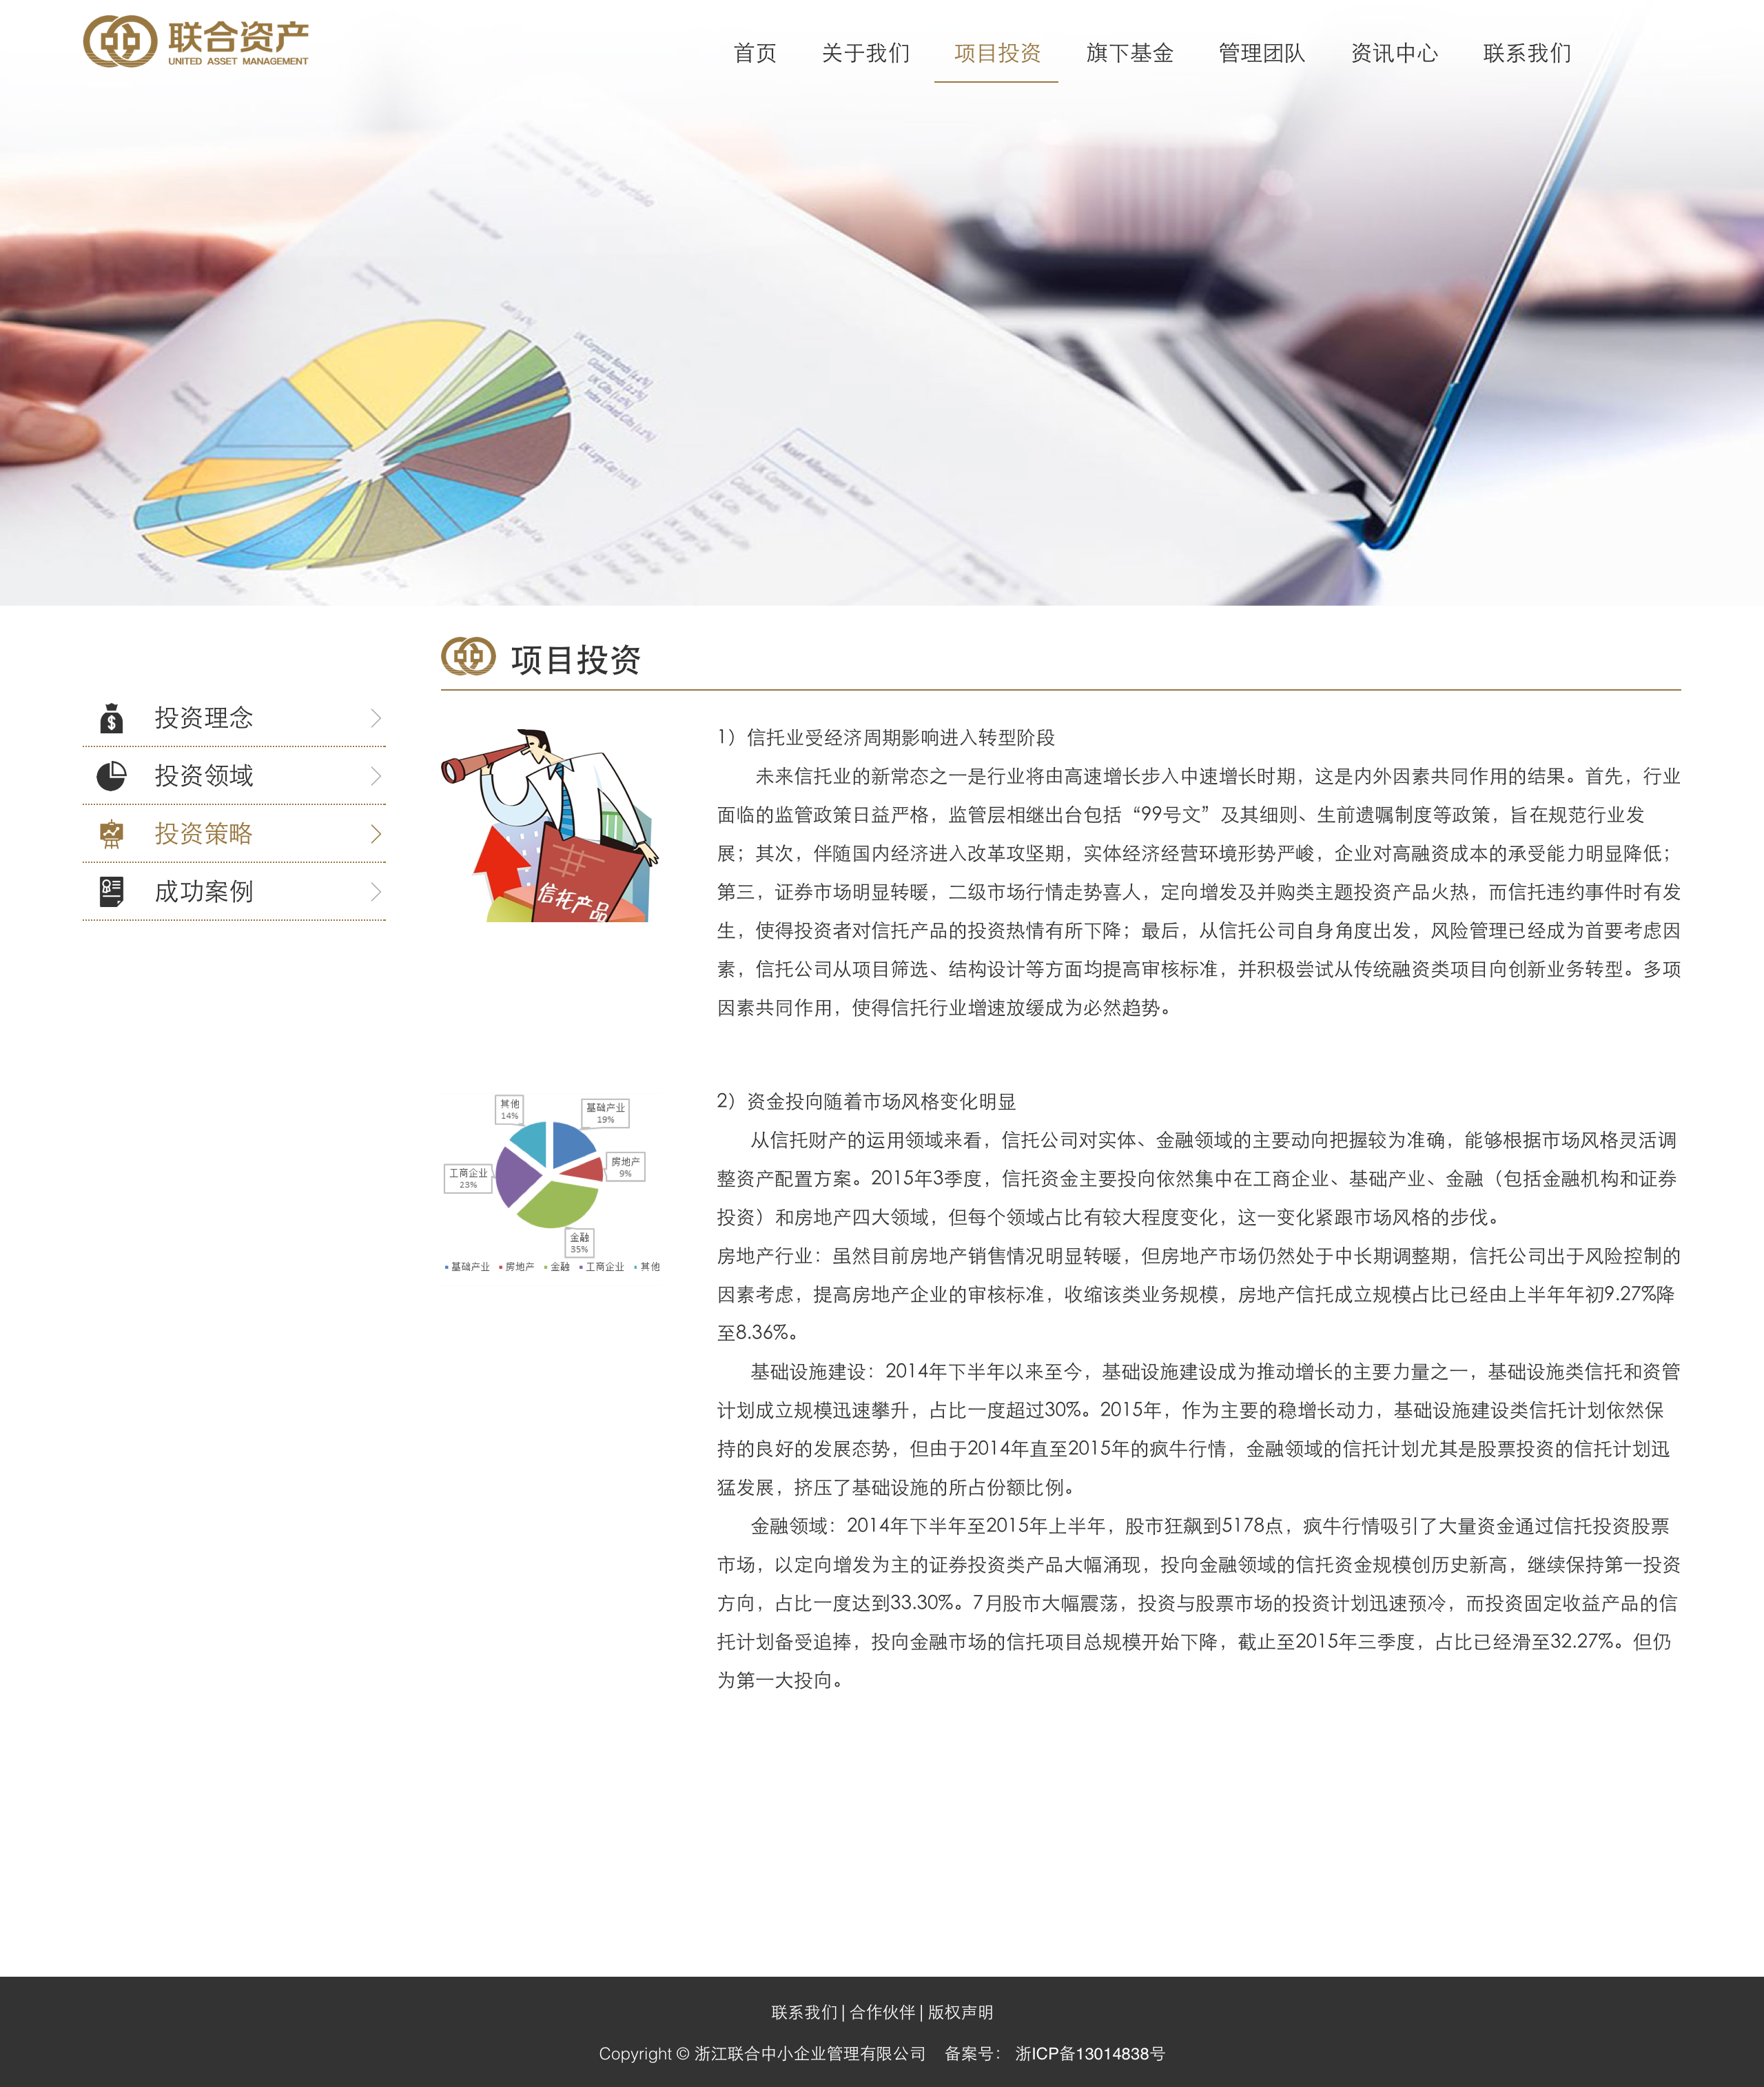 联合资产
UNITED ASSET MANAGEMENT
首页 关于我们 项目投资 旗下基金 管理团队 资讯中心 联系我们
Asset Allocation Sector
UK Corporate Bonds
Global Bonds
项目投资
投资理念
投资领域
投资策略
成功案例
信托产品
1）信托业受经济周期影响进入转型阶段
未来信托业的新常态之一是行业将由高速增长步入中速增长时期，这是内外因素共同作用的结果。首先，行业
面临的监管政策日益严格，监管层相继出台包括“99号文”及其细则、生前遗嘱制度等政策，旨在规范行业发
展；其次，伴随国内经济进入改革攻坚期，实体经济经营环境形势严峻，企业对高融资成本的承受能力明显降低；
第三，证券市场明显转暖，二级市场行情走势喜人，定向增发及并购类主题投资产品火热，而信托违约事件时有发
生，使得投资者对信托产品的投资热情有所下降；最后，从信托公司自身角度出发，风险管理已经成为首要考虑因
素，信托公司从项目筛选、结构设计等方面均提高审核标准，并积极尝试从传统融资类项目向创新业务转型。多项
因素共同作用，使得信托行业增速放缓成为必然趋势。
其他
14%
基础产业
19%
房地产
9%
工商企业
23%
金融
35%
基础产业 房地产 金融 工商企业 其他
2）资金投向随着市场风格变化明显
从信托财产的运用领域来看，信托公司对实体、金融领域的主要动向把握较为准确，能够根据市场风格灵活调
整资产配置方案。2015年3季度，信托资金主要投向依然集中在工商企业、基础产业、金融（包括金融机构和证券
投资）和房地产四大领域，但每个领域占比有较大程度变化，这一变化紧跟市场风格的步伐。
房地产行业：虽然目前房地产销售情况明显转暖，但房地产市场仍然处于中长期调整期，信托公司出于风险控制的
因素考虑，提高房地产企业的审核标准，收缩该类业务规模，房地产信托成立规模占比已经由上半年年初9.27%降
至8.36%。
基础设施建设：2014年下半年以来至今，基础设施建设成为推动增长的主要力量之一，基础设施类信托和资管
计划成立规模迅速攀升，占比一度超过30%。2015年，作为主要的稳增长动力，基础设施建设类信托计划依然保
持的良好的发展态势，但由于2014年直至2015年的疯牛行情，金融领域的信托计划尤其是股票投资的信托计划迅
猛发展，挤压了基础设施的所占份额比例。
金融领域：2014年下半年至2015年上半年，股市狂飙到5178点，疯牛行情吸引了大量资金通过信托投资股票
市场，以定向增发为主的证券投资类产品大幅涌现，投向金融领域的信托资金规模创历史新高，继续保持第一投资
方向，占比一度达到33.30%。7月股市大幅震荡，投资与股票市场的投资计划迅速预冷，而投资固定收益产品的信
托计划备受追捧，投向金融市场的信托项目总规模开始下降，截止至2015年三季度，占比已经滑至32.27%。但仍
为第一大投向。
联系我们 | 合作伙伴 | 版权声明
Copyright © 浙江联合中小企业管理有限公司 备案号： 浙ICP备13014838号